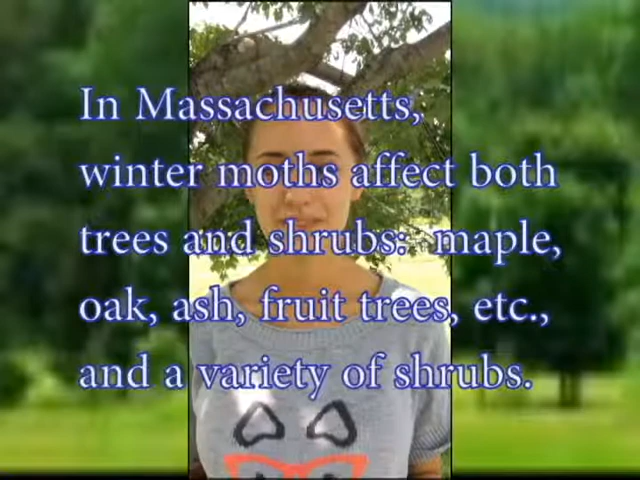 In Massachusetts,
winter moths affect both
trees and shrubs: maple,
oak, ash, fruit trees, etc.,
and a variety of shrubs.